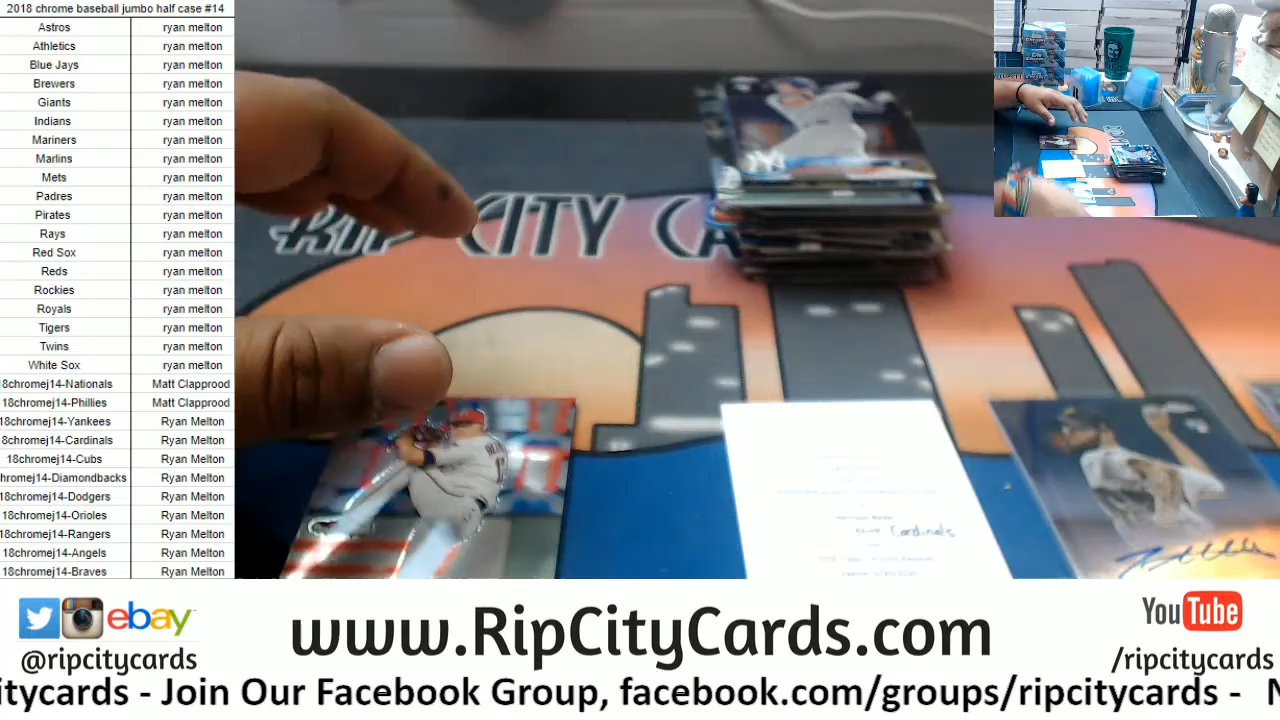 2018 chrome baseball jumbo half case #14
Astros ryan melton
Athletics ryan melton
Blue Jays ryan melton
Brewers ryan melton
Giants ryan melton
Indians ryan melton
Mariners ryan melton
Marlins ryan melton
Mets ryan melton
Padres ryan melton
Pirates ryan melton
Rays ryan melton
Red Sox ryan melton
Reds ryan melton
Rockies ryan melton
Royals ryan melton
Tigers ryan melton
Twins ryan melton
White Sox ryan melton
18chromej14-Nationals Matt Clapprood
18chromej14-Phillies Matt Clapprood
18chromej14-Yankees Ryan Melton
18chromej14-Cardinals Ryan Melton
18chromej14-Cubs Ryan Melton
hromej14-Diamondbacks Ryan Melton
18chromej14-Dodgers Ryan Melton
18chromej14-Orioles Ryan Melton
18chromej14-Rangers Ryan Melton
18chromej14-Angels Ryan Melton
18chromej14-Braves Ryan Melton
RIP CITY CA
Cardinals
ebay
@ripcitycards
www.RipCityCards.com
YouTube
/ripcitycards
citycards - Join Our Facebook Group, facebook.com/groups/ripcitycards -